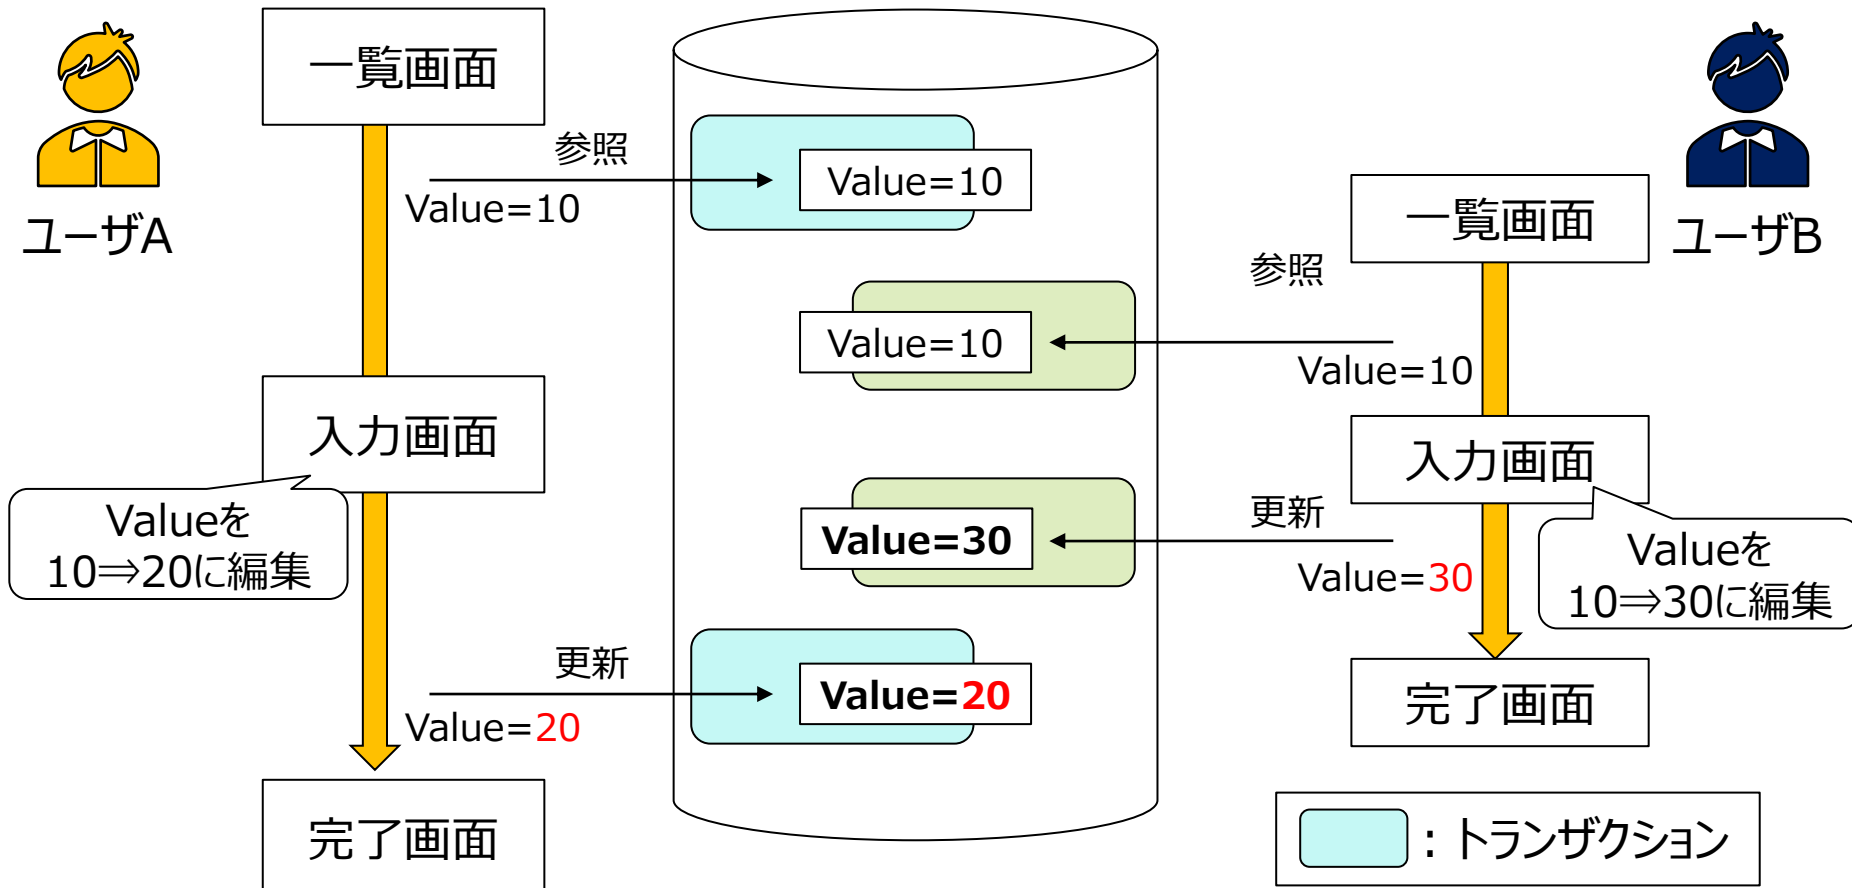 一覧画面
参照
Value=10
Value=10
ユーザA
一覧画面
ユーザB
参照
Value=10
Value=10
入力画面
Valueを
10⇒20に編集
入力画面
更新
Value=30
Value=30
Valueを
10⇒30に編集
更新
Value=20
Value=20
完了画面
完了画面
：トランザクション